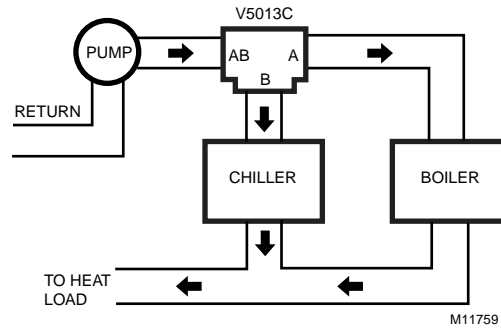 V5013C
PUMP
AB
A
B
RETURN
CHILLER
BOILER
TO HEAT
LOAD
M11759